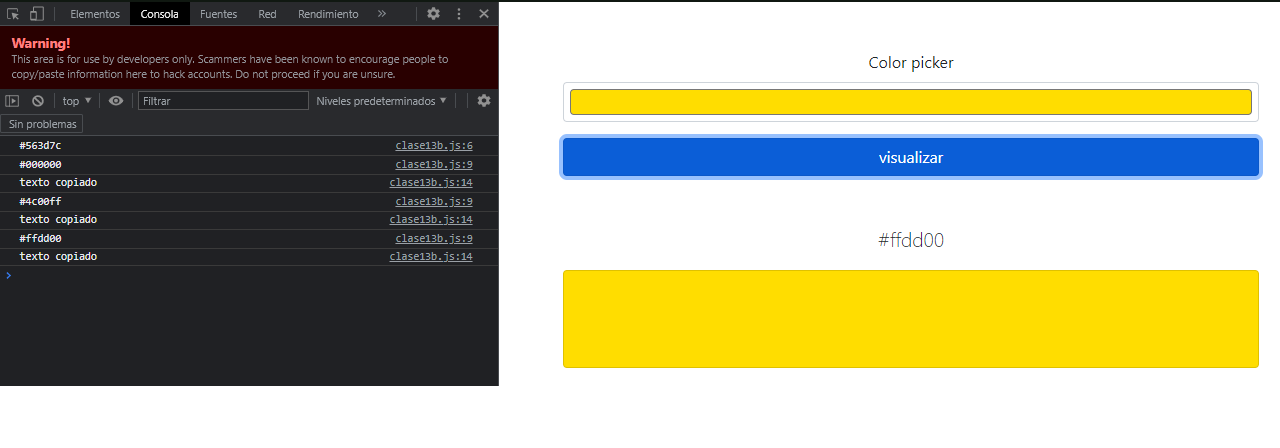 Elementos Consola Fuentes Red Rendimiento »
Warning!
This area is for use by developers only. Scammers have been known to encourage people to
copy/paste information here to hack accounts. Do not proceed if you are unsure.
top ▼ Filtrar Niveles predeterminados ▼
Sin problemas
#563d7c clase13b.js:6
#000000 clase13b.js:9
texto copiado clase13b.js:14
#4c00ff clase13b.js:9
texto copiado clase13b.js:14
#ffdd00 clase13b.js:9
texto copiado clase13b.js:14
Color picker
visualizar
#ffdd00